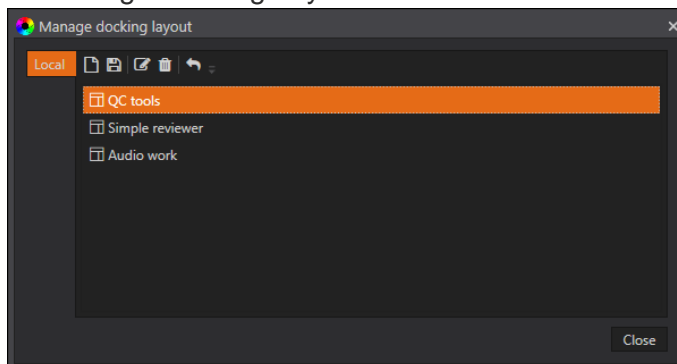 Manage docking layout
Local
QC tools
Simple reviewer
Audio work
Close